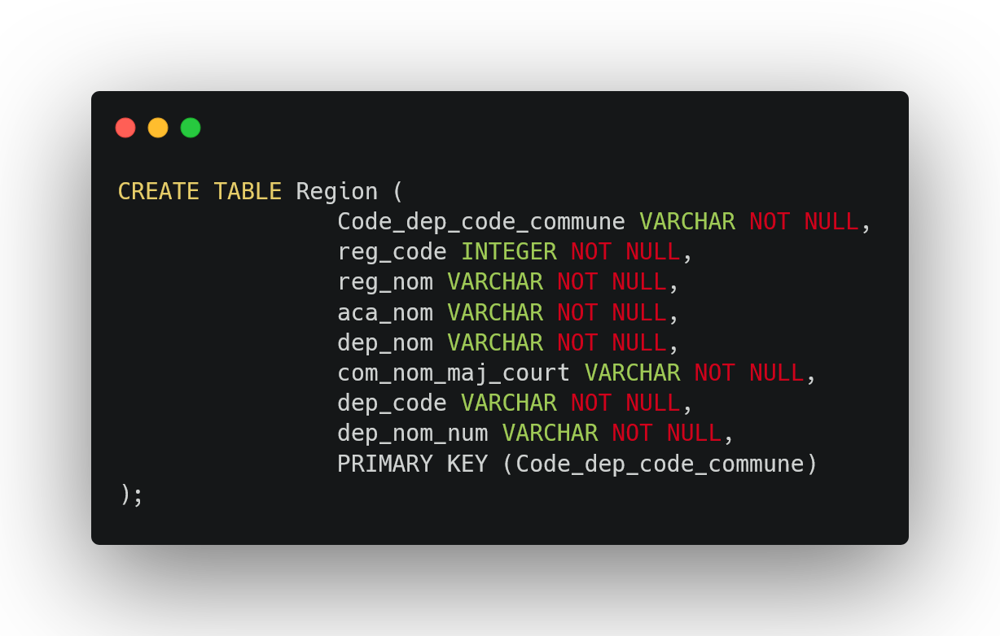 CREATE TABLE Region (
                Code_dep_code_commune VARCHAR NOT NULL,
                reg_code INTEGER NOT NULL,
                reg_nom VARCHAR NOT NULL,
                aca_nom VARCHAR NOT NULL,
                dep_nom VARCHAR NOT NULL,
                com_nom_maj_court VARCHAR NOT NULL,
                dep_code VARCHAR NOT NULL,
                dep_nom_num VARCHAR NOT NULL,
                PRIMARY KEY (Code_dep_code_commune)
);